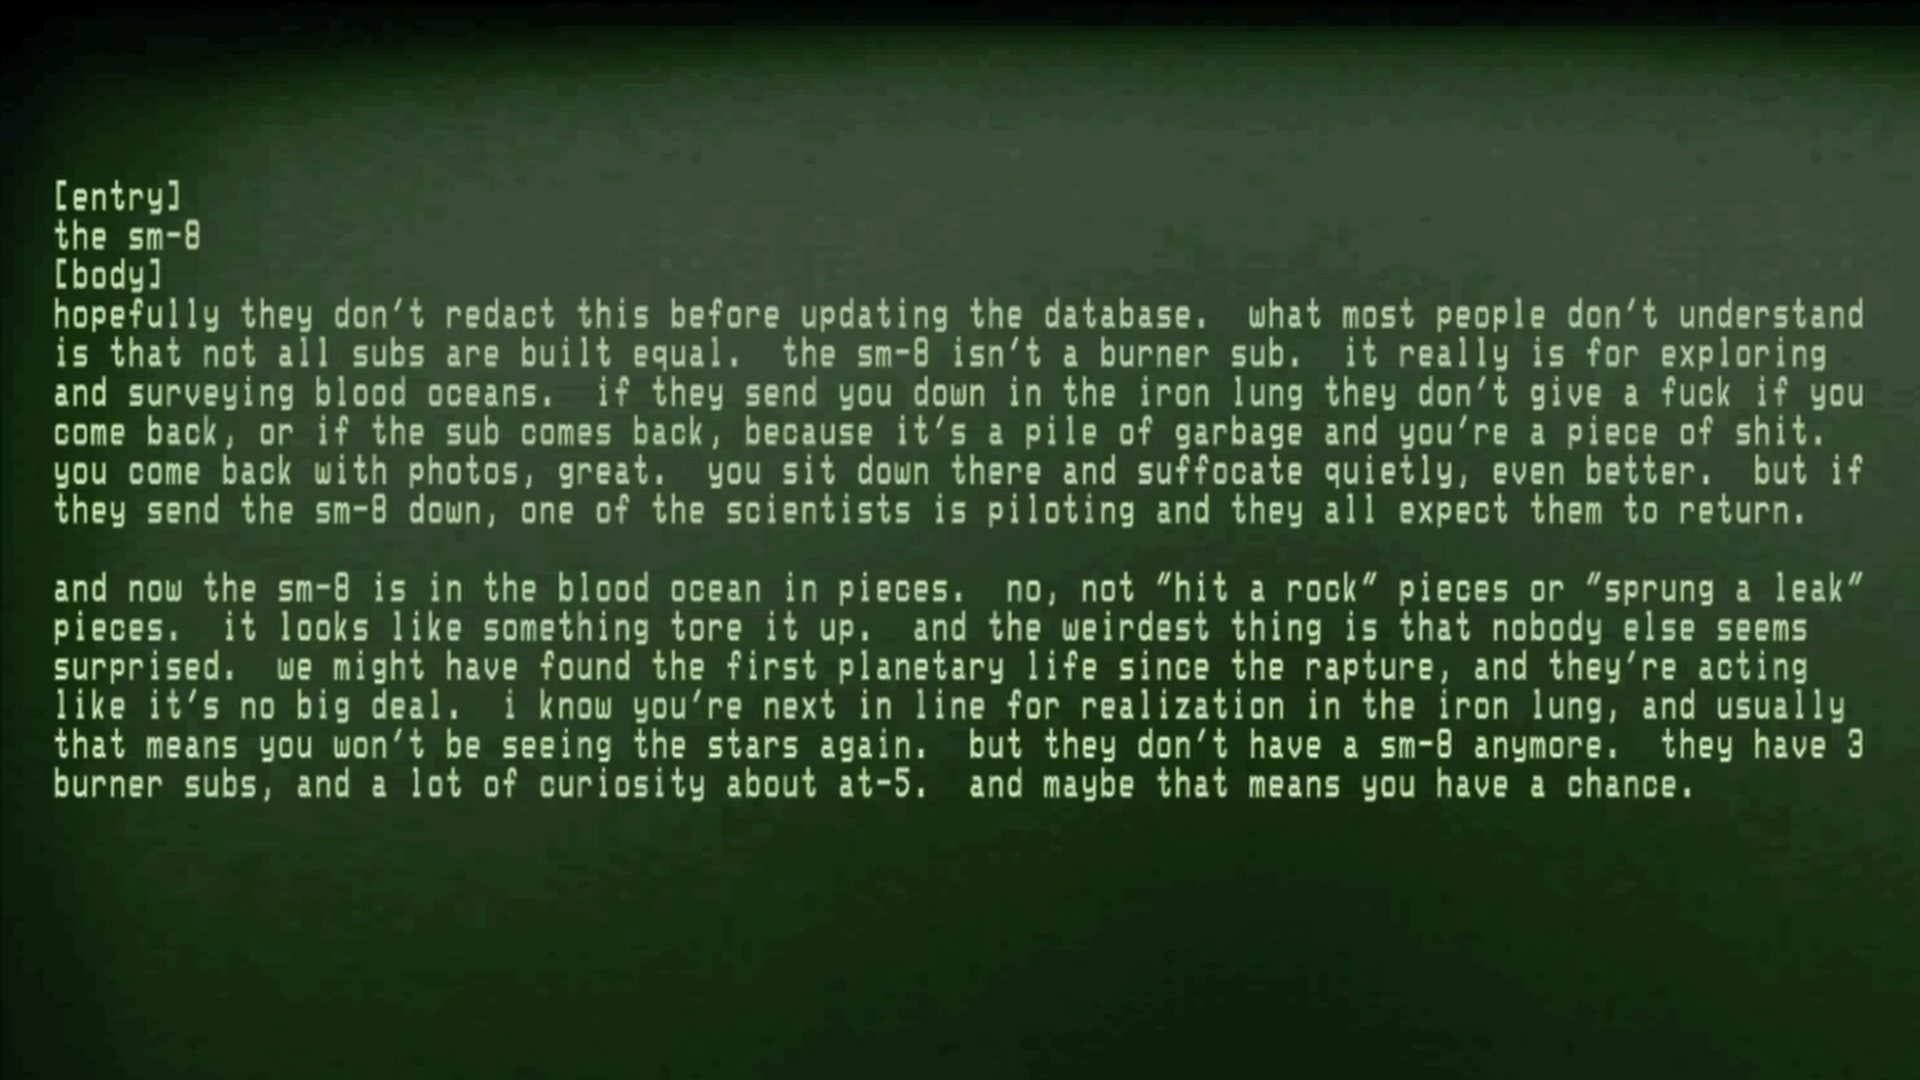 [entry]
the sm-8
[body]
hopefully they don't redact this before updating the database.  what most people don't understand
is that not all subs are built equal.  the sm-8 isn't a burner sub.  it really is for exploring
and surveying blood oceans.  if they send you down in the iron lung they don't give a fuck if you
come back, or if the sub comes back, because it's a pile of garbage and you're a piece of shit.
you come back with photos, great.  you sit down there and suffocate quietly, even better.  but if
they send the sm-8 down, one of the scientists is piloting and they all expect them to return.

and now the sm-8 is in the blood ocean in pieces.  no, not "hit a rock" pieces or "sprung a leak"
pieces.  it looks like something tore it up.  and the weirdest thing is that nobody else seems
surprised.  we might have found the first planetary life since the rapture, and they're acting
like it's no big deal.  i know you're next in line for realization in the iron lung, and usually
that means you won't be seeing the stars again.  but they don't have a sm-8 anymore.  they have 3
burner subs, and a lot of curiosity about at-5.  and maybe that means you have a chance.